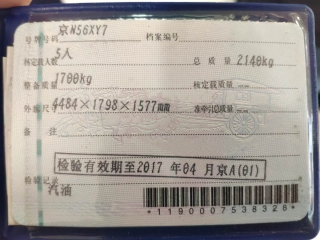 号牌号码 京N56XY7 档案编号
核定载人数 5人 总质量 2140kg
整备质量 1700kg 核定载质量 --
外廓尺寸 4484×1798×1577mm 准牵引总质量 --
备注
检验有效期至2017年04月京A(01)
检验记录
汽油
*1190007538328*